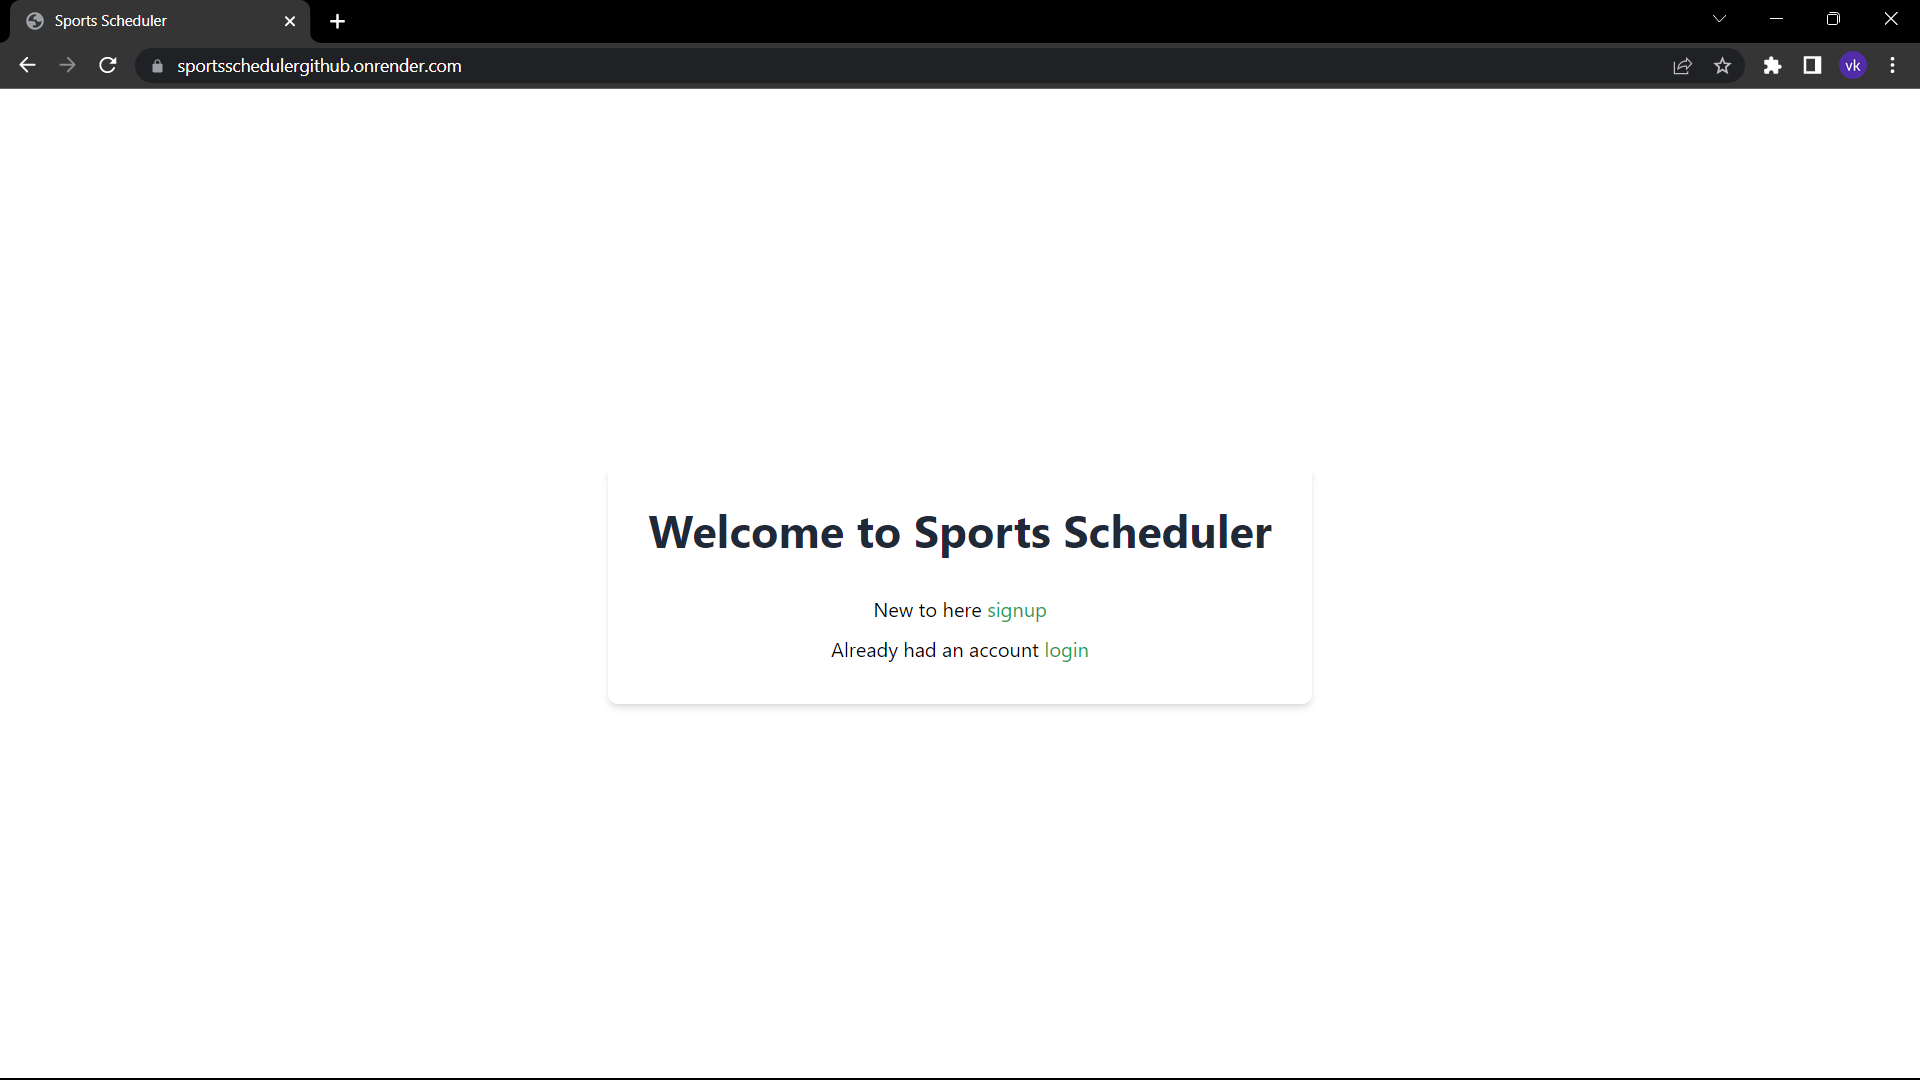 Sports Scheduler
sportsschedulergithub.onrender.com
vk
Welcome to Sports Scheduler
New to here signup
Already had an account login